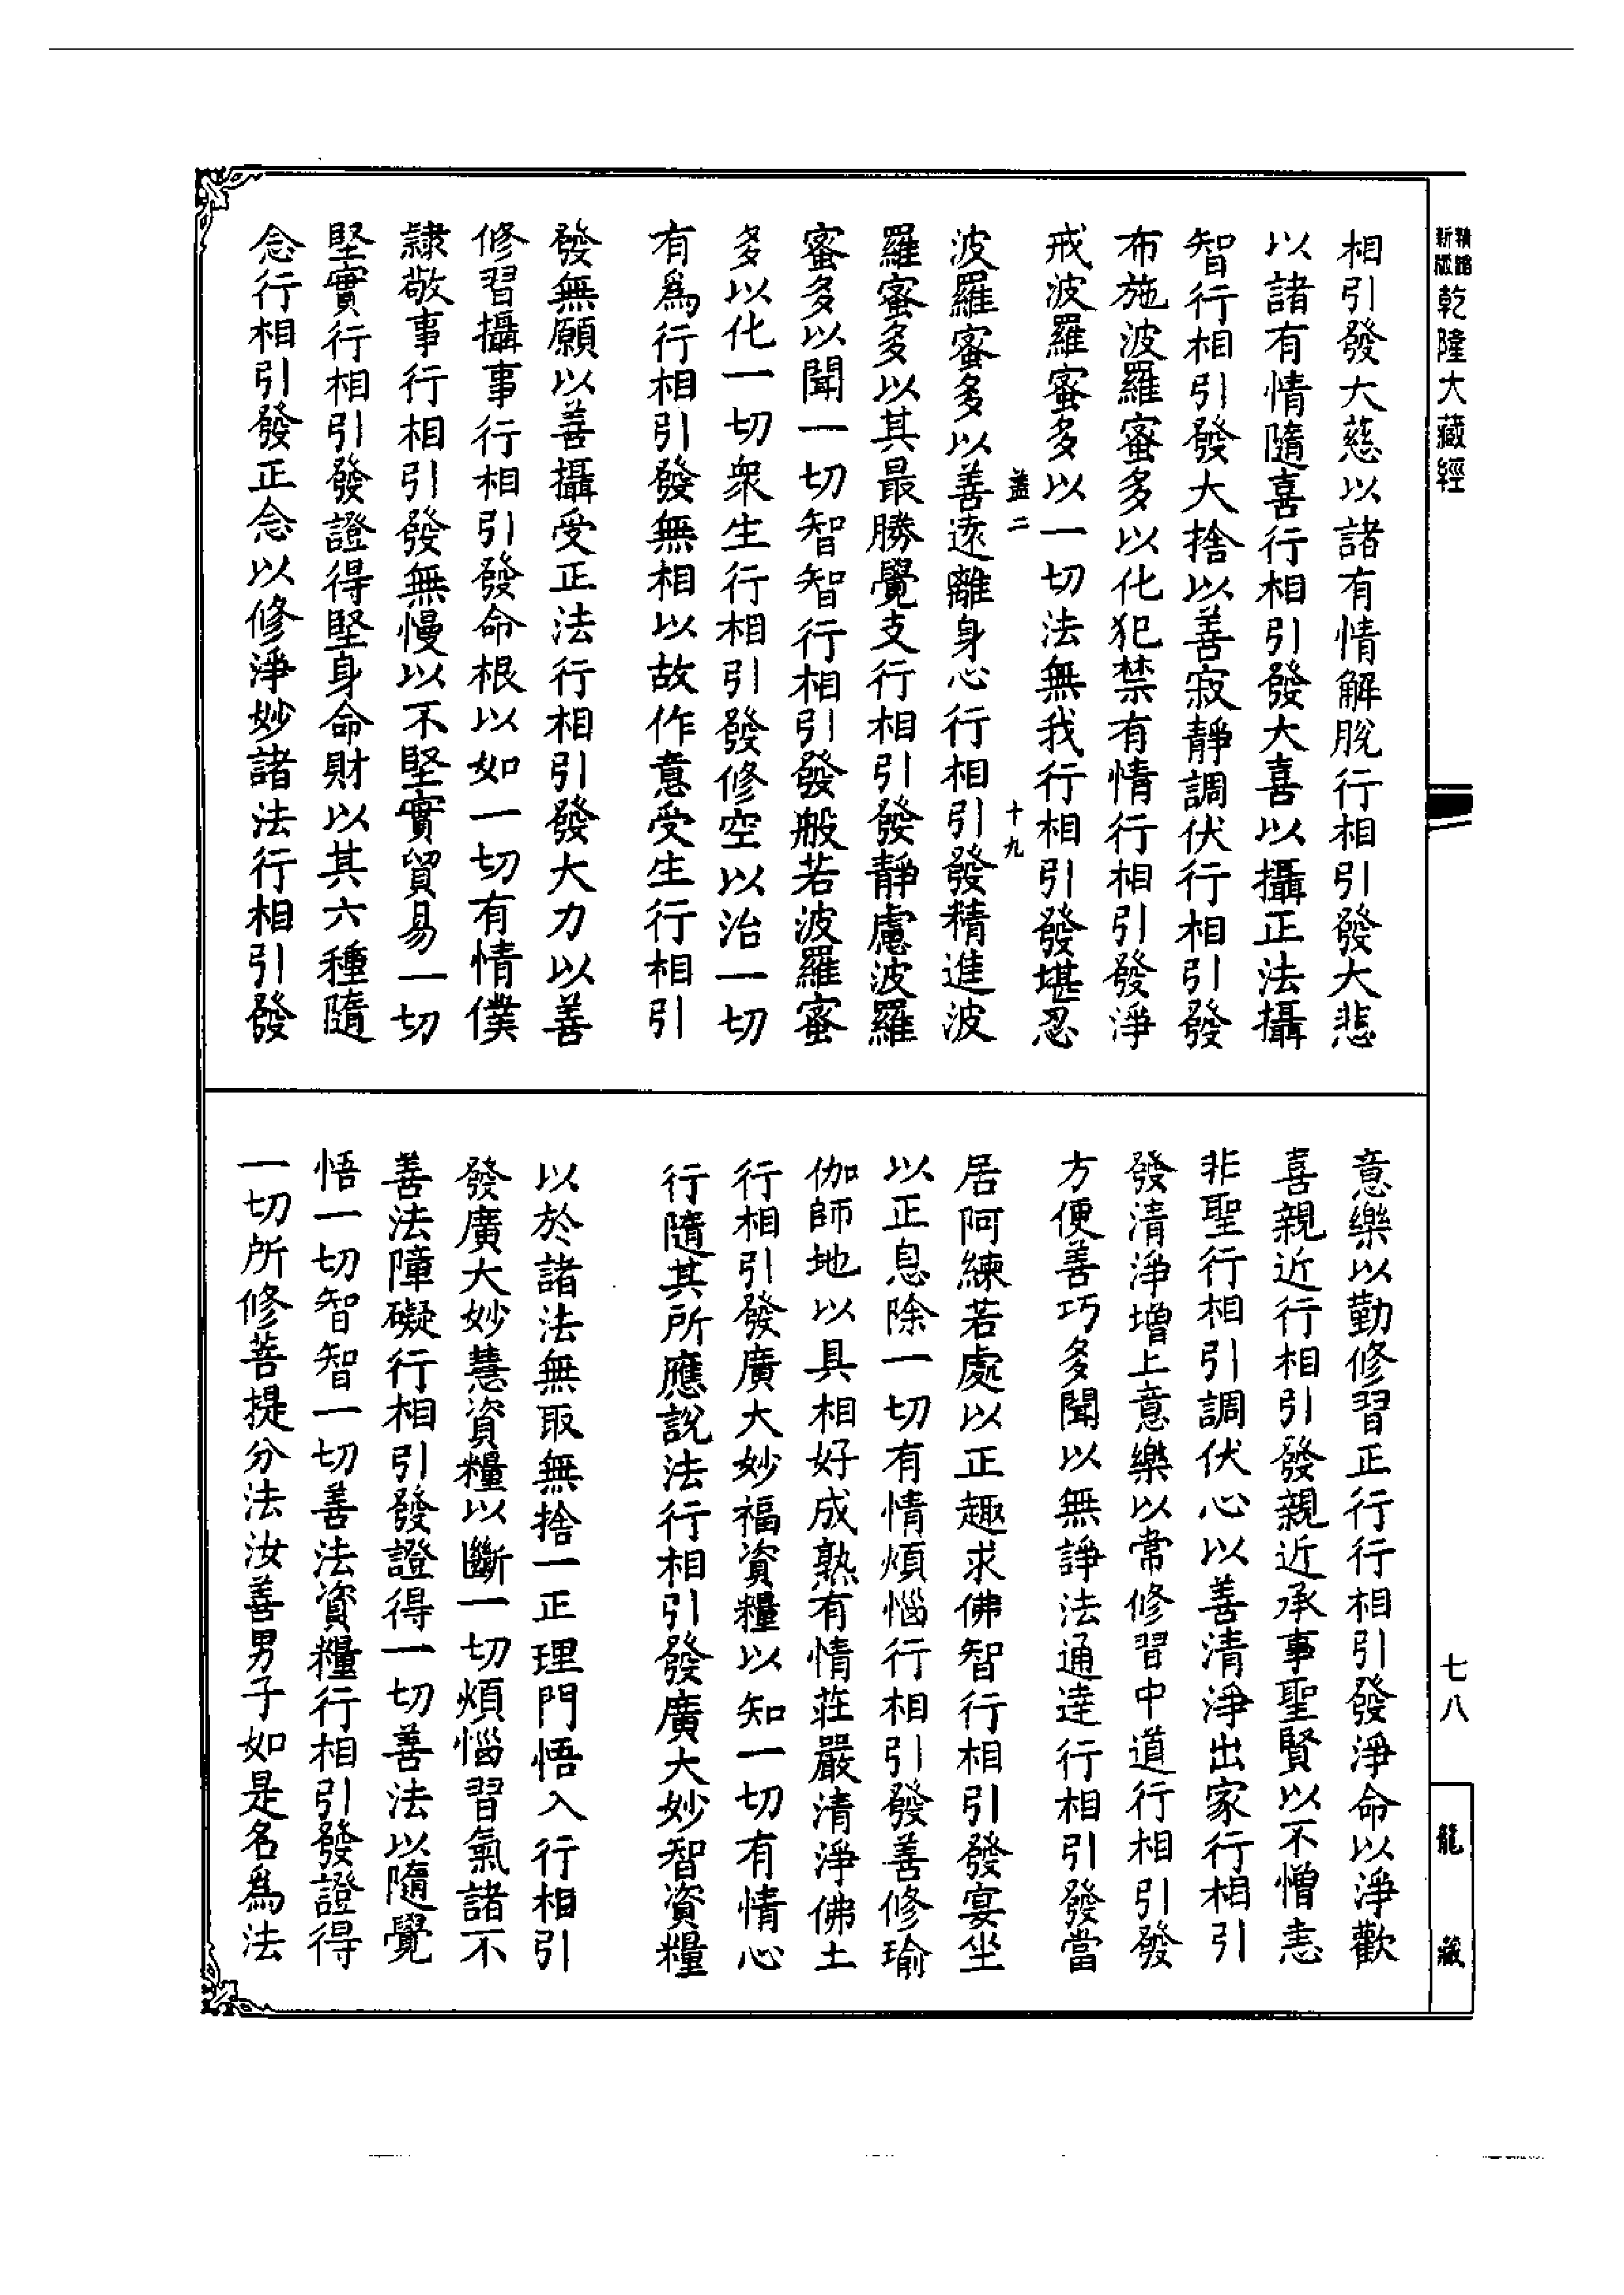 精縮
新版
乾隆大藏經
相引發大慈以諸有情解脫行相引發大悲
以諸有情隨喜行相引發大喜以攝正法攝
智行相引發大捨以善寂靜調伏行相引發
布施波羅蜜多以化犯禁有情行相引發淨
戒波羅蜜多以一切法無我行相引發堪忍
蓋二 十九
波羅蜜多以善遠離身心行相引發精進波
羅蜜多以其最勝覺支行相引發靜慮波羅
蜜多以聞一切智智行相引發般若波羅蜜
多以化一切眾生行相引發修空以治一切
有為行相引發無相以故作意受生行相引
發無願以善攝受正法行相引發大力以善
修習攝事行相引發命根以如一切有情僕
隸敬事行相引發無慢以不堅實貿易一切
堅實行相引發證得堅身命財以其六種隨
念行相引發正念以修淨妙諸法行相引發
意樂以勤修習正行行相引發淨命以淨歡
喜親近行相引發親近承事聖賢以不憎恚
非聖行相引調伏心以善清淨出家行相引
發清淨增上意樂以常修習中道行相引發
方便善巧多聞以無諍法通達行相引發當
居阿練若處以正趣求佛智行相引發宴坐
以正息除一切有情煩惱行相引發善修瑜
伽師地以具相好成熟有情莊嚴清淨佛土
行相引發廣大妙福資糧以知一切有情心
行隨其所應說法行相引發廣大妙智資糧
以於諸法無取無捨一正理門悟入行相引
發廣大妙慧資糧以斷一切煩惱習氣諸不
善法障礙行相引發證得一切善法以隨覺
悟一切智智一切善法資糧行相引發證得
一切所修菩提分法汝善男子如是名為法
七八
龍藏